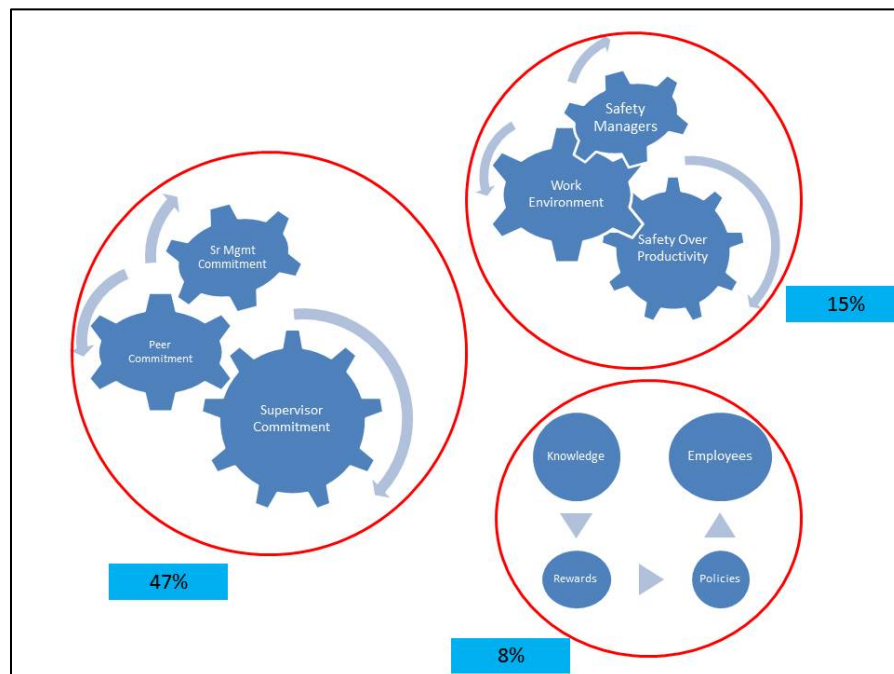 Sr Mgmt
Commitment
Peer
Commitment
Supervisor
Commitment
47%
Safety
Managers
Work
Environment
Safety Over
Productivity
15%
Knowledge
Employees
Rewards
Policies
8%